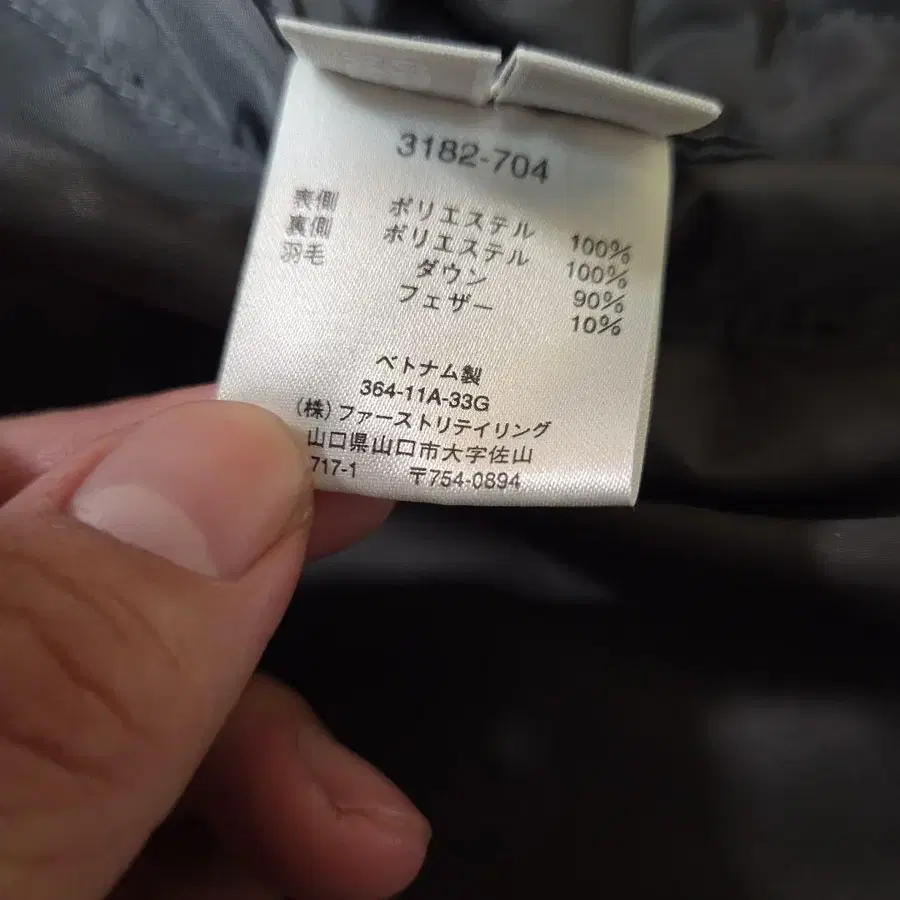 3182-704
表側 ポリエステル 100%
裏側 ポリエステル 100%
羽毛 ダウン 90%
フェザー 10%
ベトナム製
364-11A-33G
(株)ファーストリテイリング
山口県山口市大字佐山
717-1 〒754-0894